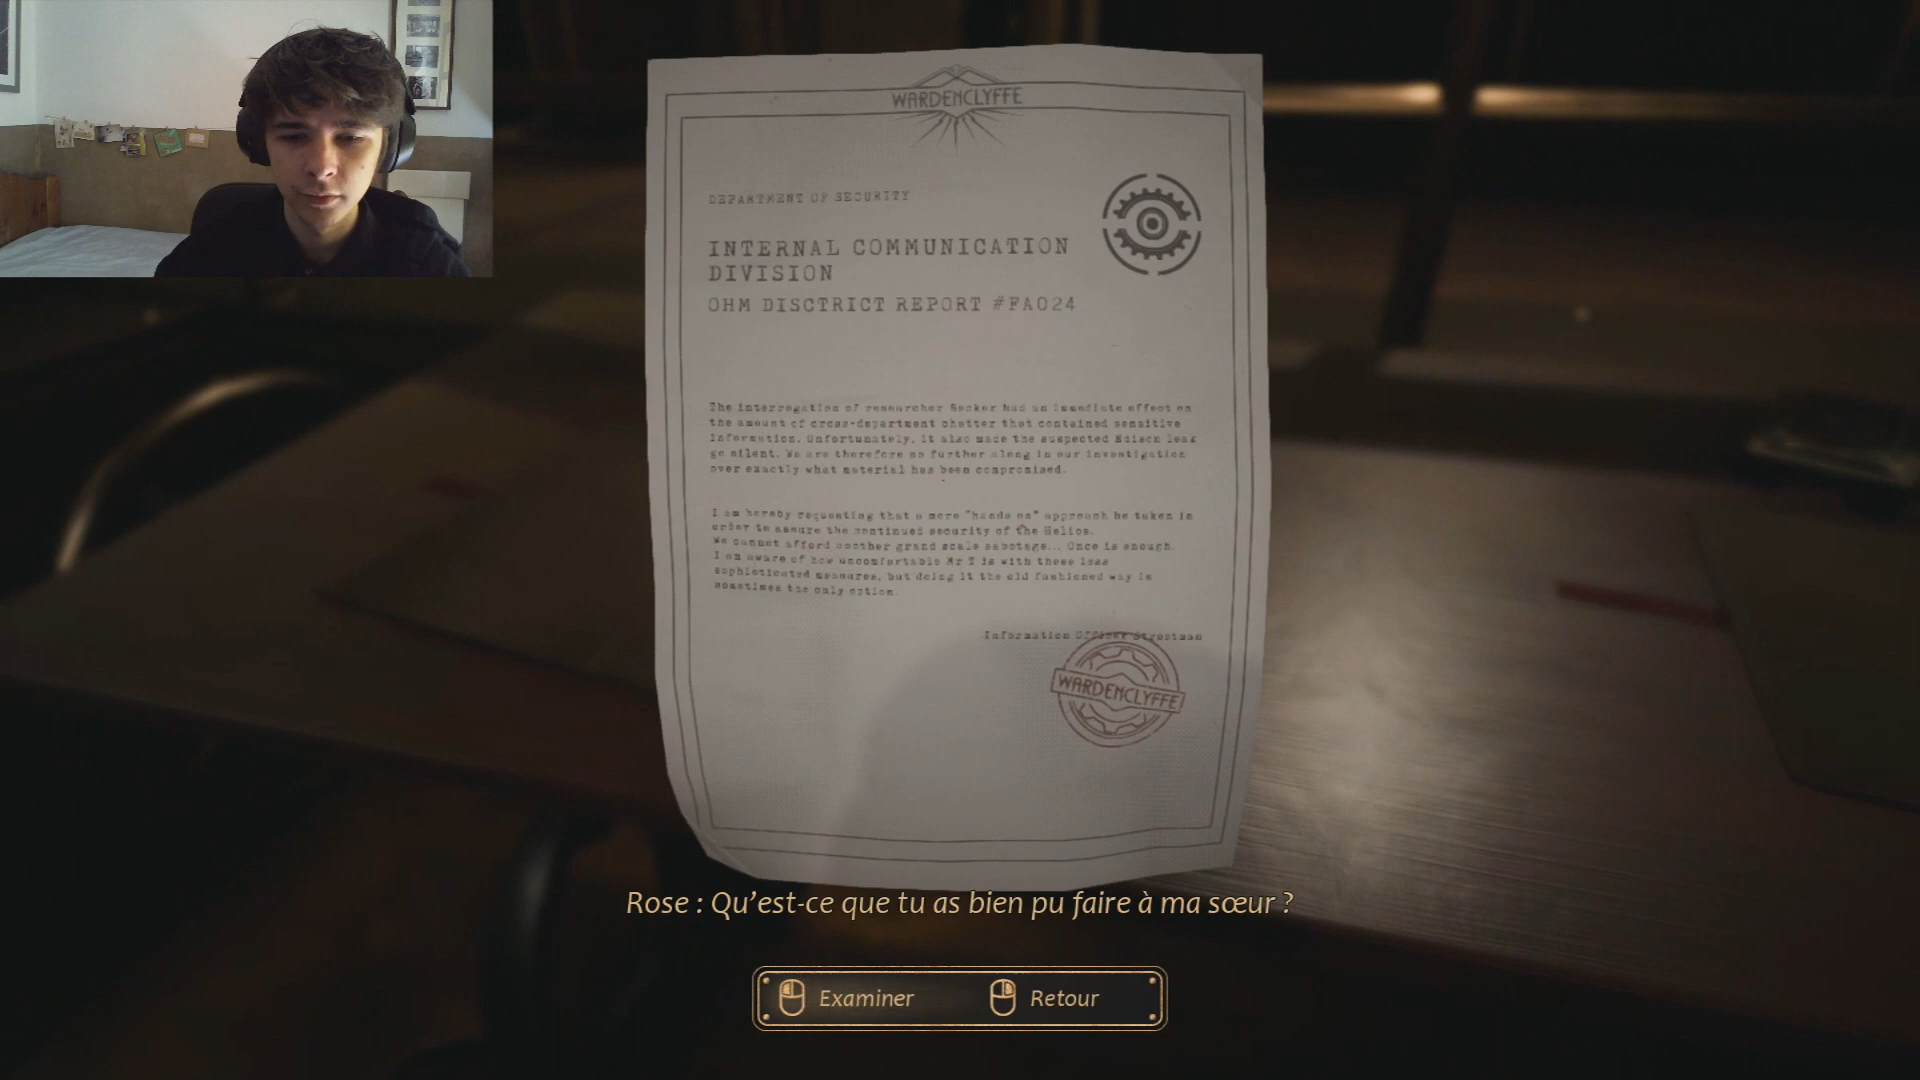 WARDENCLYFFE
DEPARTMENT OF SECURITY
INTERNAL COMMUNICATION
DIVISION
OHM DISCTRICT REPORT #FA024
The interrogation of researcher Becker had an immediate effect on
the amount of cross-department chatter that contained sensitive
information. Unfortunately, it also made the suspected Edison leak
go silent. We are therefore no further along in our investigation
over exactly what material has been compromised.
I am hereby requesting that a more "hands on" approach be taken in
order to assure the continued security of the Helios.
We cannot afford another grand scale sabotage... Once is enough.
I am aware of how uncomfortable Mr T is with these less
sophisticated measures, but doing it the old fashioned way is
sometimes the only option.
Information Officer Streetman
WARDENCLYFFE
Rose : Qu’est-ce que tu as bien pu faire à ma sœur ?
Examiner
Retour